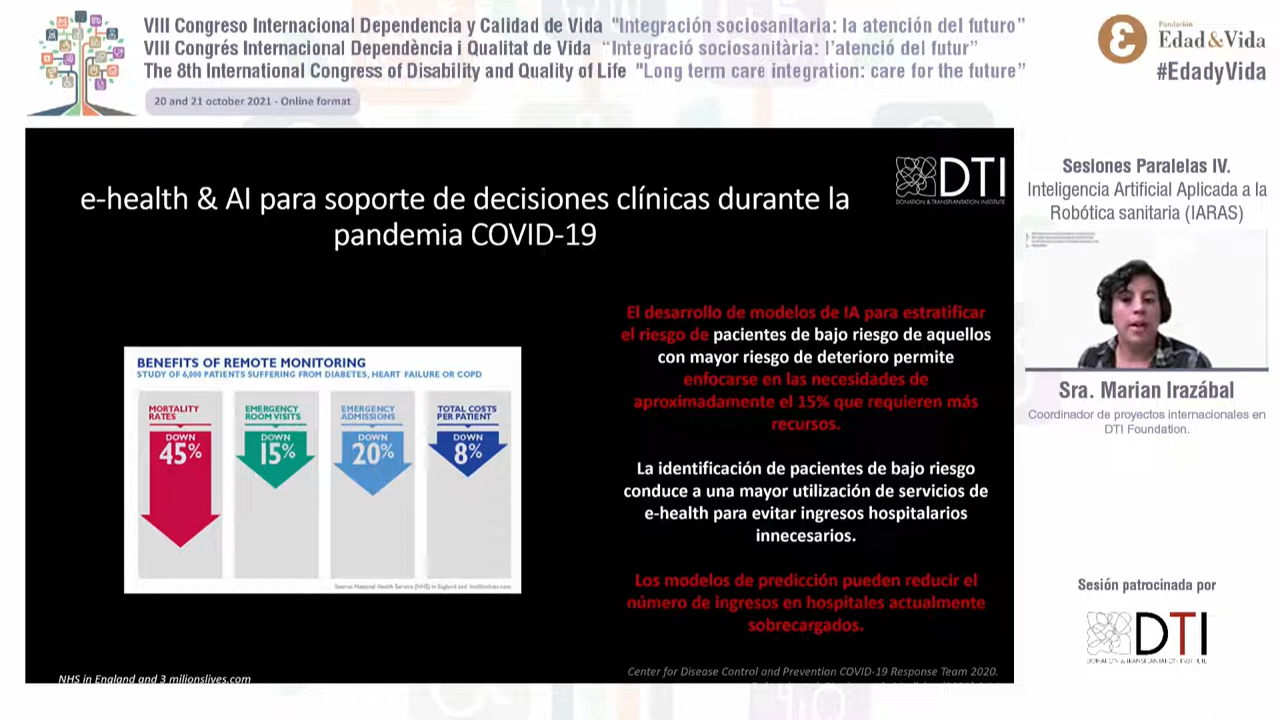 VIII Congreso Internacional Dependencia y Calidad de Vida "Integración sociosanitaria: la atención del futuro"
VIII Congrés Internacional Dependència i Qualitat de Vida "Integració sociosanitària: l'atenció del futur"
The 8th International Congress of Disability and Quality of Life "Long term care integration: care for the future"
20 and 21 october 2021 - Online format
Fundación
Edad&Vida
#EdadyVida
DTI
DONATION & TRANSPLANTATION INSTITUTE
e-health & AI para soporte de decisiones clínicas durante la
pandemia COVID-19
BENEFITS OF REMOTE MONITORING
STUDY OF 6,000 PATIENTS SUFFERING FROM DIABETES, HEART FAILURE OR COPD
MORTALITY
RATES
DOWN
45%
EMERGENCY
ROOM VISITS
DOWN
15%
EMERGENCY
ADMISSIONS
DOWN
20%
TOTAL COSTS
PER PATIENT
DOWN
8%
Source: National Health Service (NHS) in England and
NHS in England and 3 milionslives.com
El desarrollo de modelos de IA para estratificar
el riesgo de pacientes de bajo riesgo de aquellos
con mayor riesgo de deterioro permite
enfocarse en las necesidades de
aproximadamente el 15% que requieren más
recursos.
La identificación de pacientes de bajo riesgo
conduce a una mayor utilización de servicios de
e-health para evitar ingresos hospitalarios
innecesarios.
Los modelos de predicción pueden reducir el
número de ingresos en hospitales actualmente
sobrecargados.
Center for Disease Control and Prevention COVID-19 Response Team 2020.
Sesiones Paralelas IV.
Inteligencia Artificial Aplicada a la
Robótica sanitaria (IARAS)
Sra. Marian Irazábal
Coordinador de proyectos internacionales en
DTI Foundation.
Sesión patrocinada por
DTI
DONATION & TRANSPLANTATION INSTITUTE